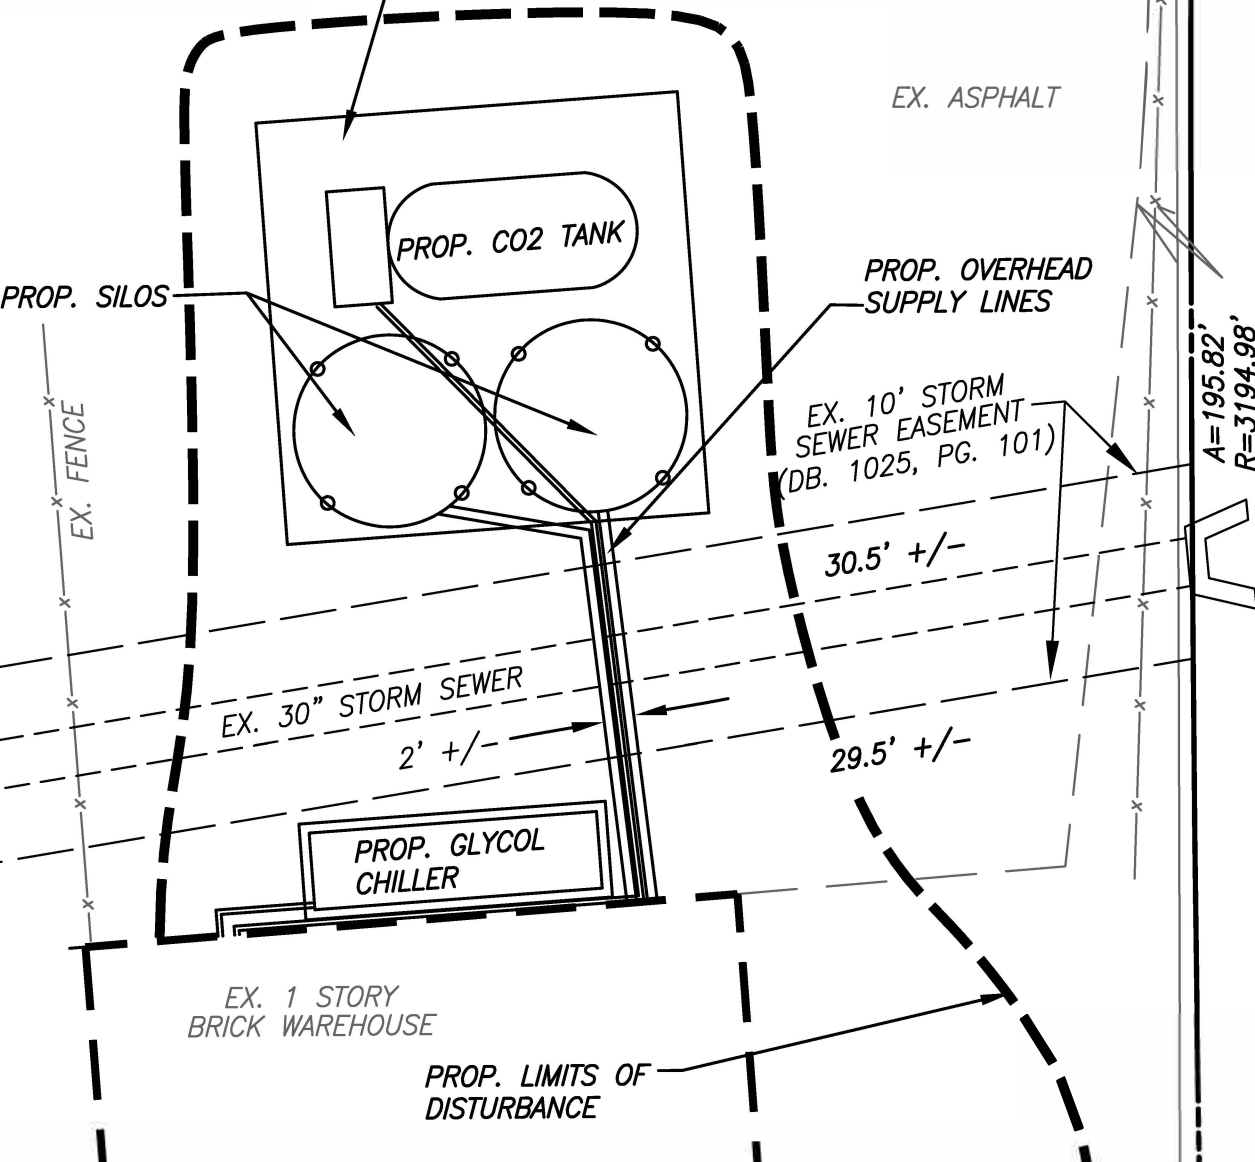 EX. ASPHALT
PROP. CO2 TANK
PROP. SILOS
PROP. OVERHEAD
SUPPLY LINES
A=195.82'
R=3194.98'
EX. FENCE
EX. 10' STORM
SEWER EASEMENT
(DB. 1025, PG. 101)
30.5' +/-
EX. 30" STORM SEWER
2' +/-
29.5' +/-
PROP. GLYCOL
CHILLER
EX. 1 STORY
BRICK WAREHOUSE
PROP. LIMITS OF
DISTURBANCE